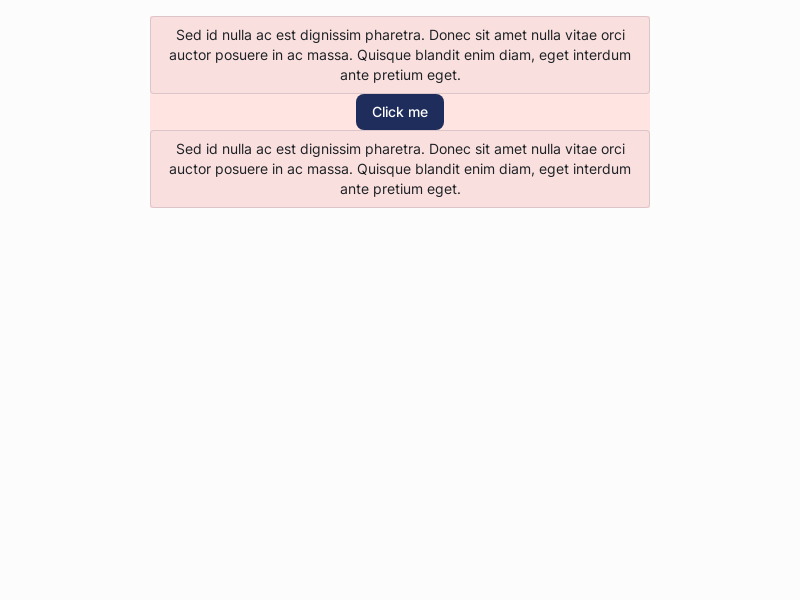 Sed id nulla ac est dignissim pharetra. Donec sit amet nulla vitae orci
auctor posuere in ac massa. Quisque blandit enim diam, eget interdum
ante pretium eget.
Click me
Sed id nulla ac est dignissim pharetra. Donec sit amet nulla vitae orci
auctor posuere in ac massa. Quisque blandit enim diam, eget interdum
ante pretium eget.